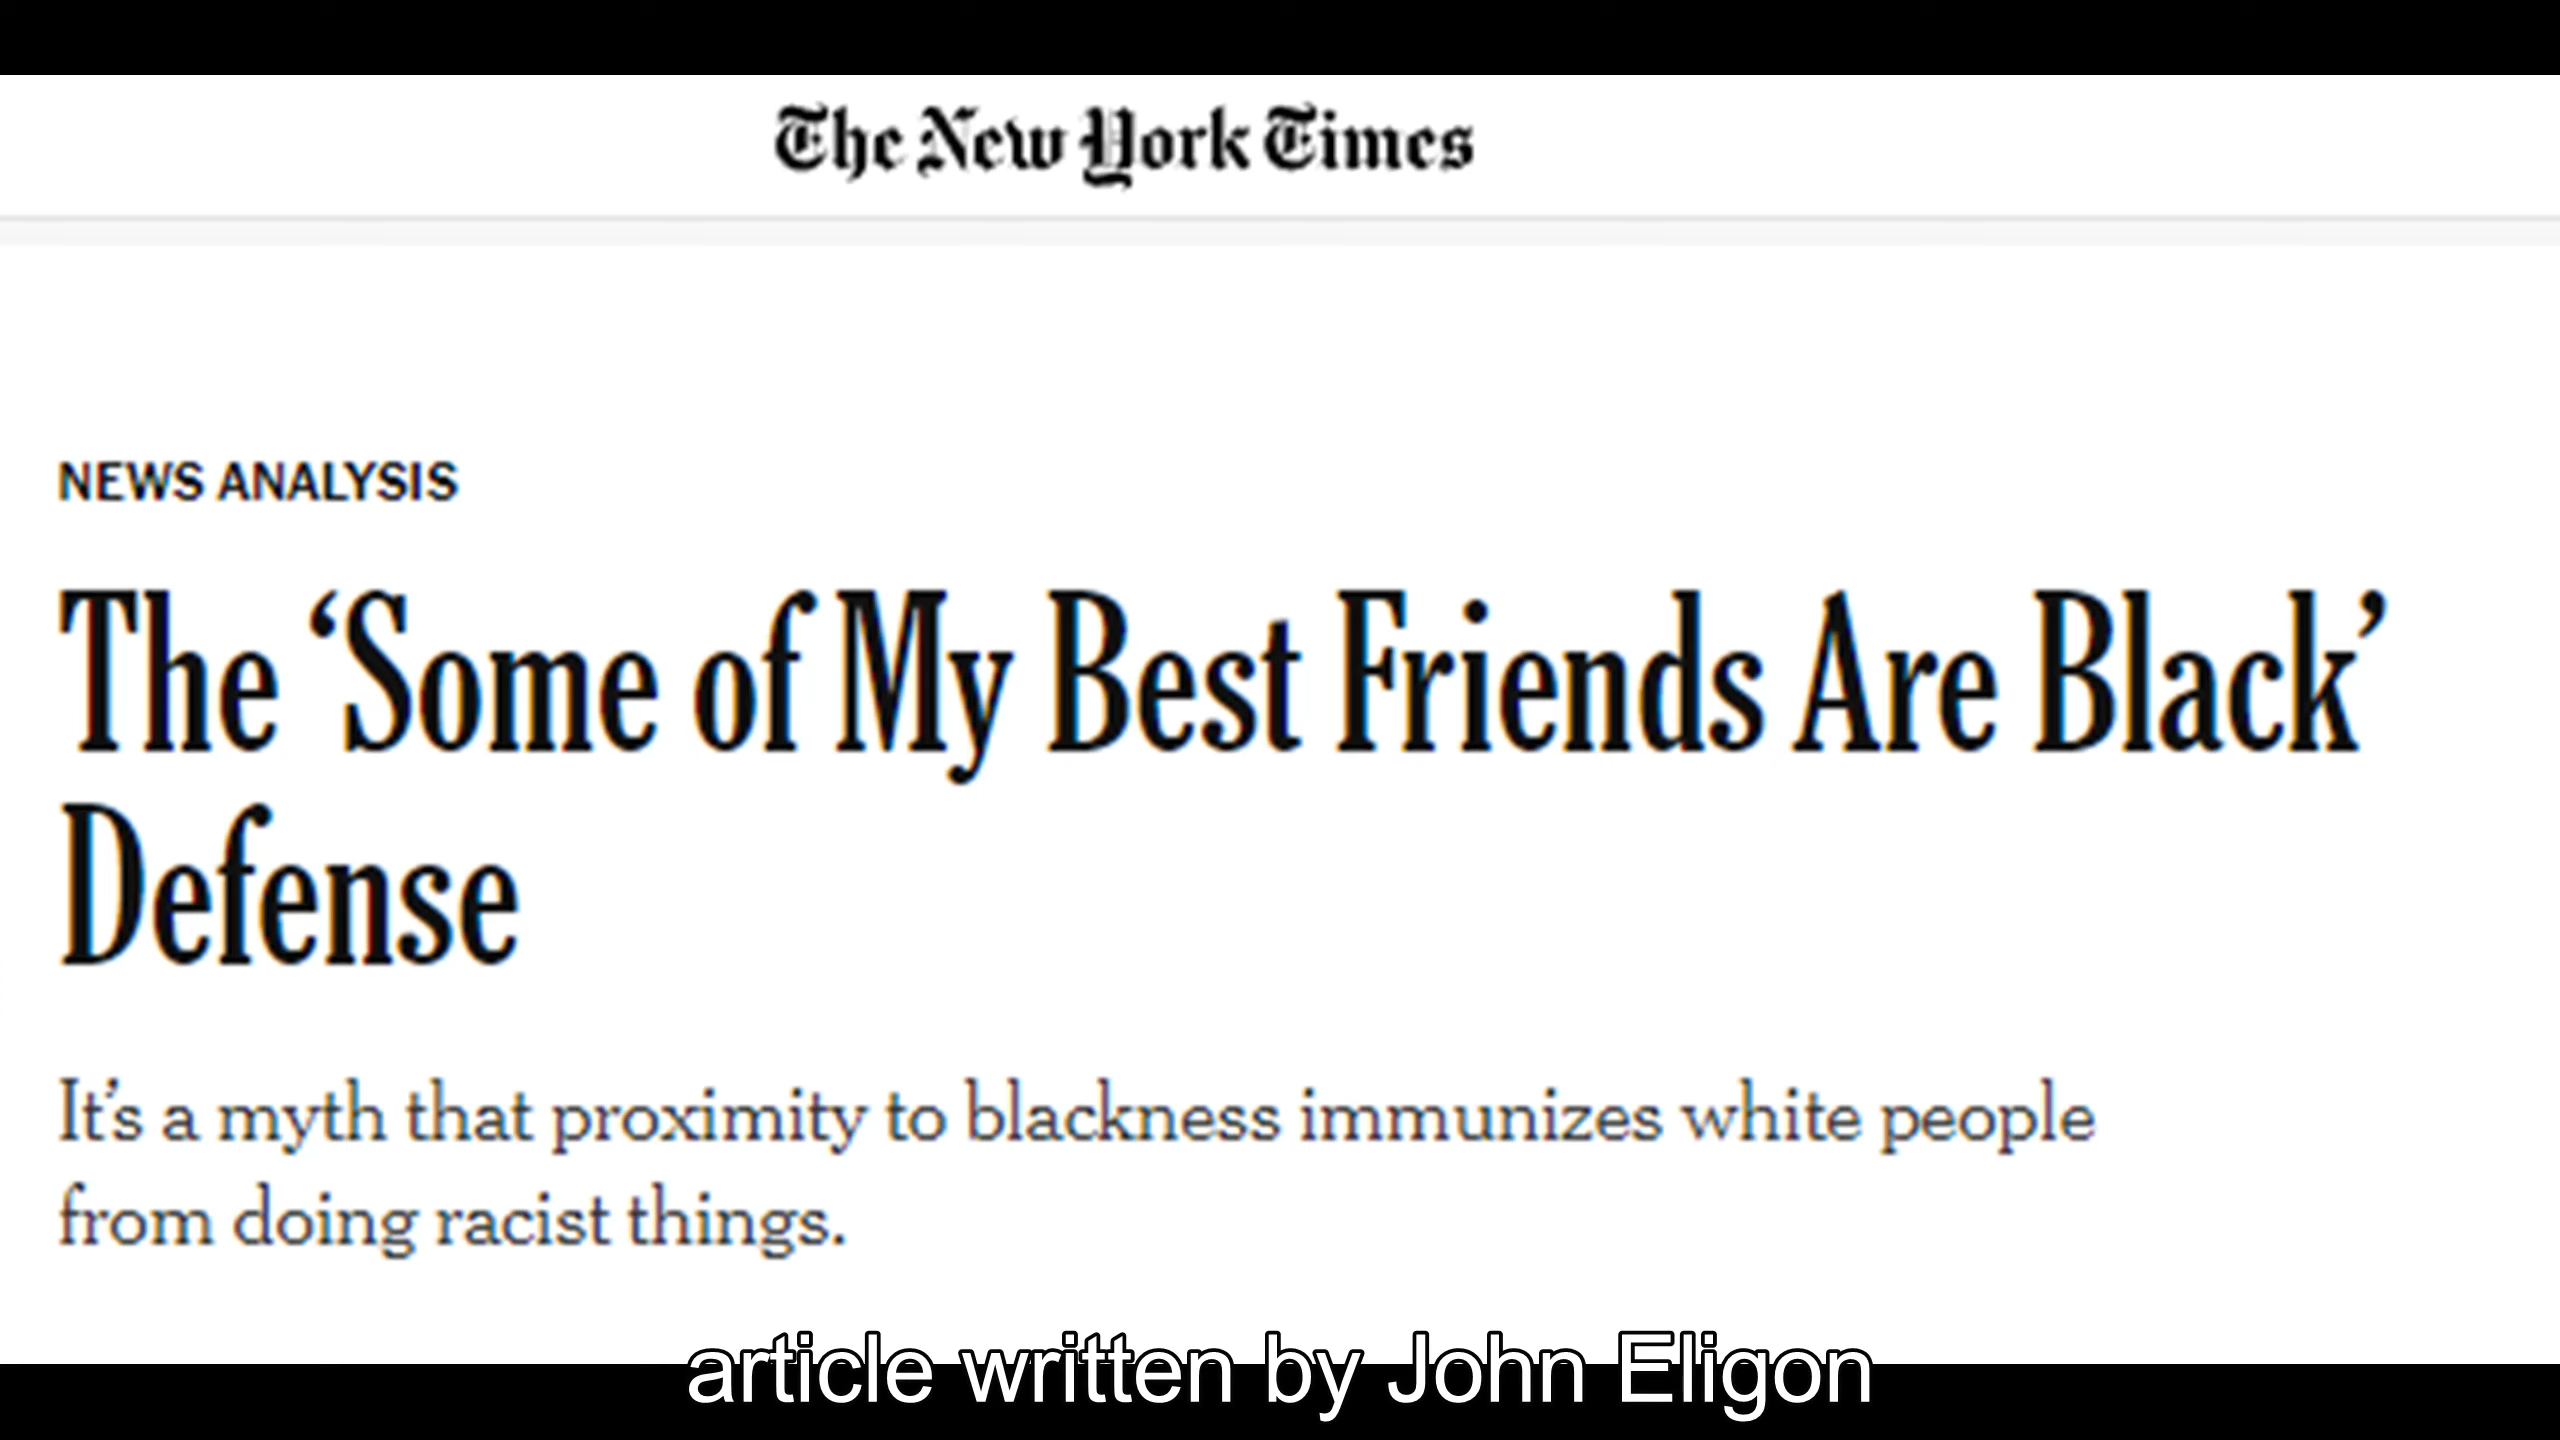 The New York Times
NEWS ANALYSIS
The ‘Some of My Best Friends Are Black’
Defense
It’s a myth that proximity to blackness immunizes white people
from doing racist things.
article written by John Eligon